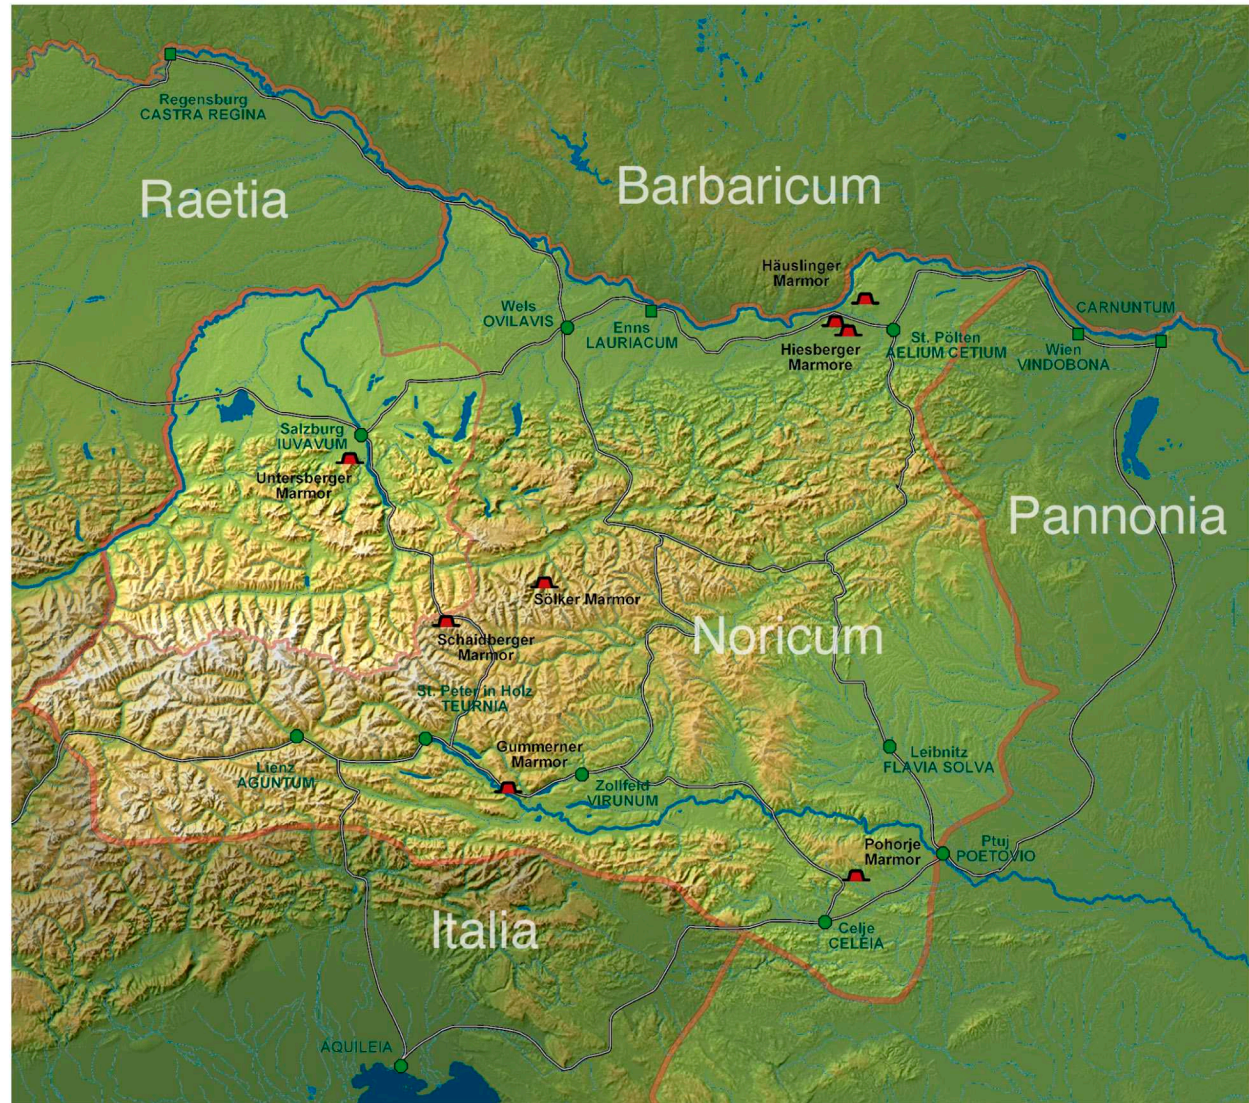 Regensburg
CASTRA REGINA
Raetia
Barbaricum
Häuslinger
Marmor
Wels
OVILAVIS
Enns
LAURIACUM
Hiesberger
Marmore
St. Pölten
AELIUM CETIUM
CARNUNTUM
Wien
VINDOBONA
Salzburg
IUVAVUM
Untersberger
Marmor
Pannonia
Sölker Marmor
Schaidberger
Marmor
Noricum
St. Peter in Holz
TEURNIA
Gummerner
Marmor
Lienz
AGUNTUM
Zollfeld
VIRUNUM
Leibnitz
FLAVIA SOLVA
Pohorje
Marmor
Ptuj
POETOVIO
Italia
Celje
CELEIA
AQUILEIA